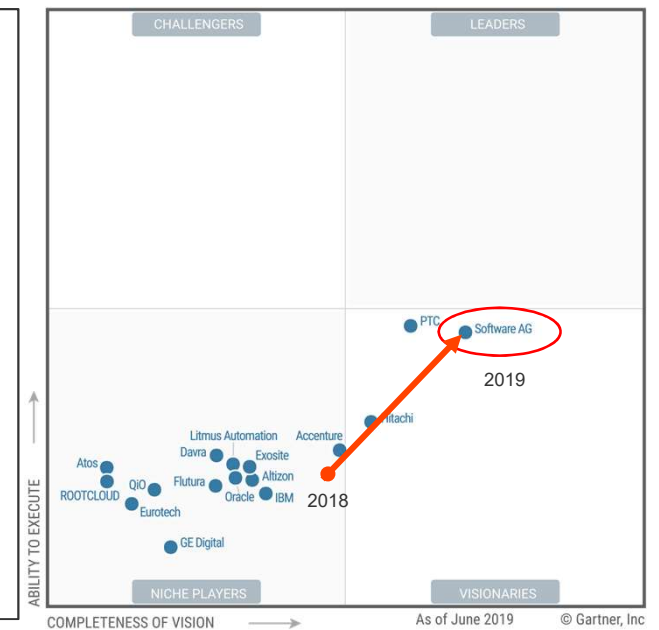 CHALLENGERS
LEADERS
PTC
Software AG
2019
Hitachi
Litmus Automation
Accenture
Davra
Exosite
Atos
Altizon
ROOTCLOUD
QiO
Flutura
Oracle
IBM
2018
Eurotech
GE Digital
NICHE PLAYERS
VISIONARIES
ABILITY TO EXECUTE
COMPLETENESS OF VISION
As of June 2019
© Gartner, Inc